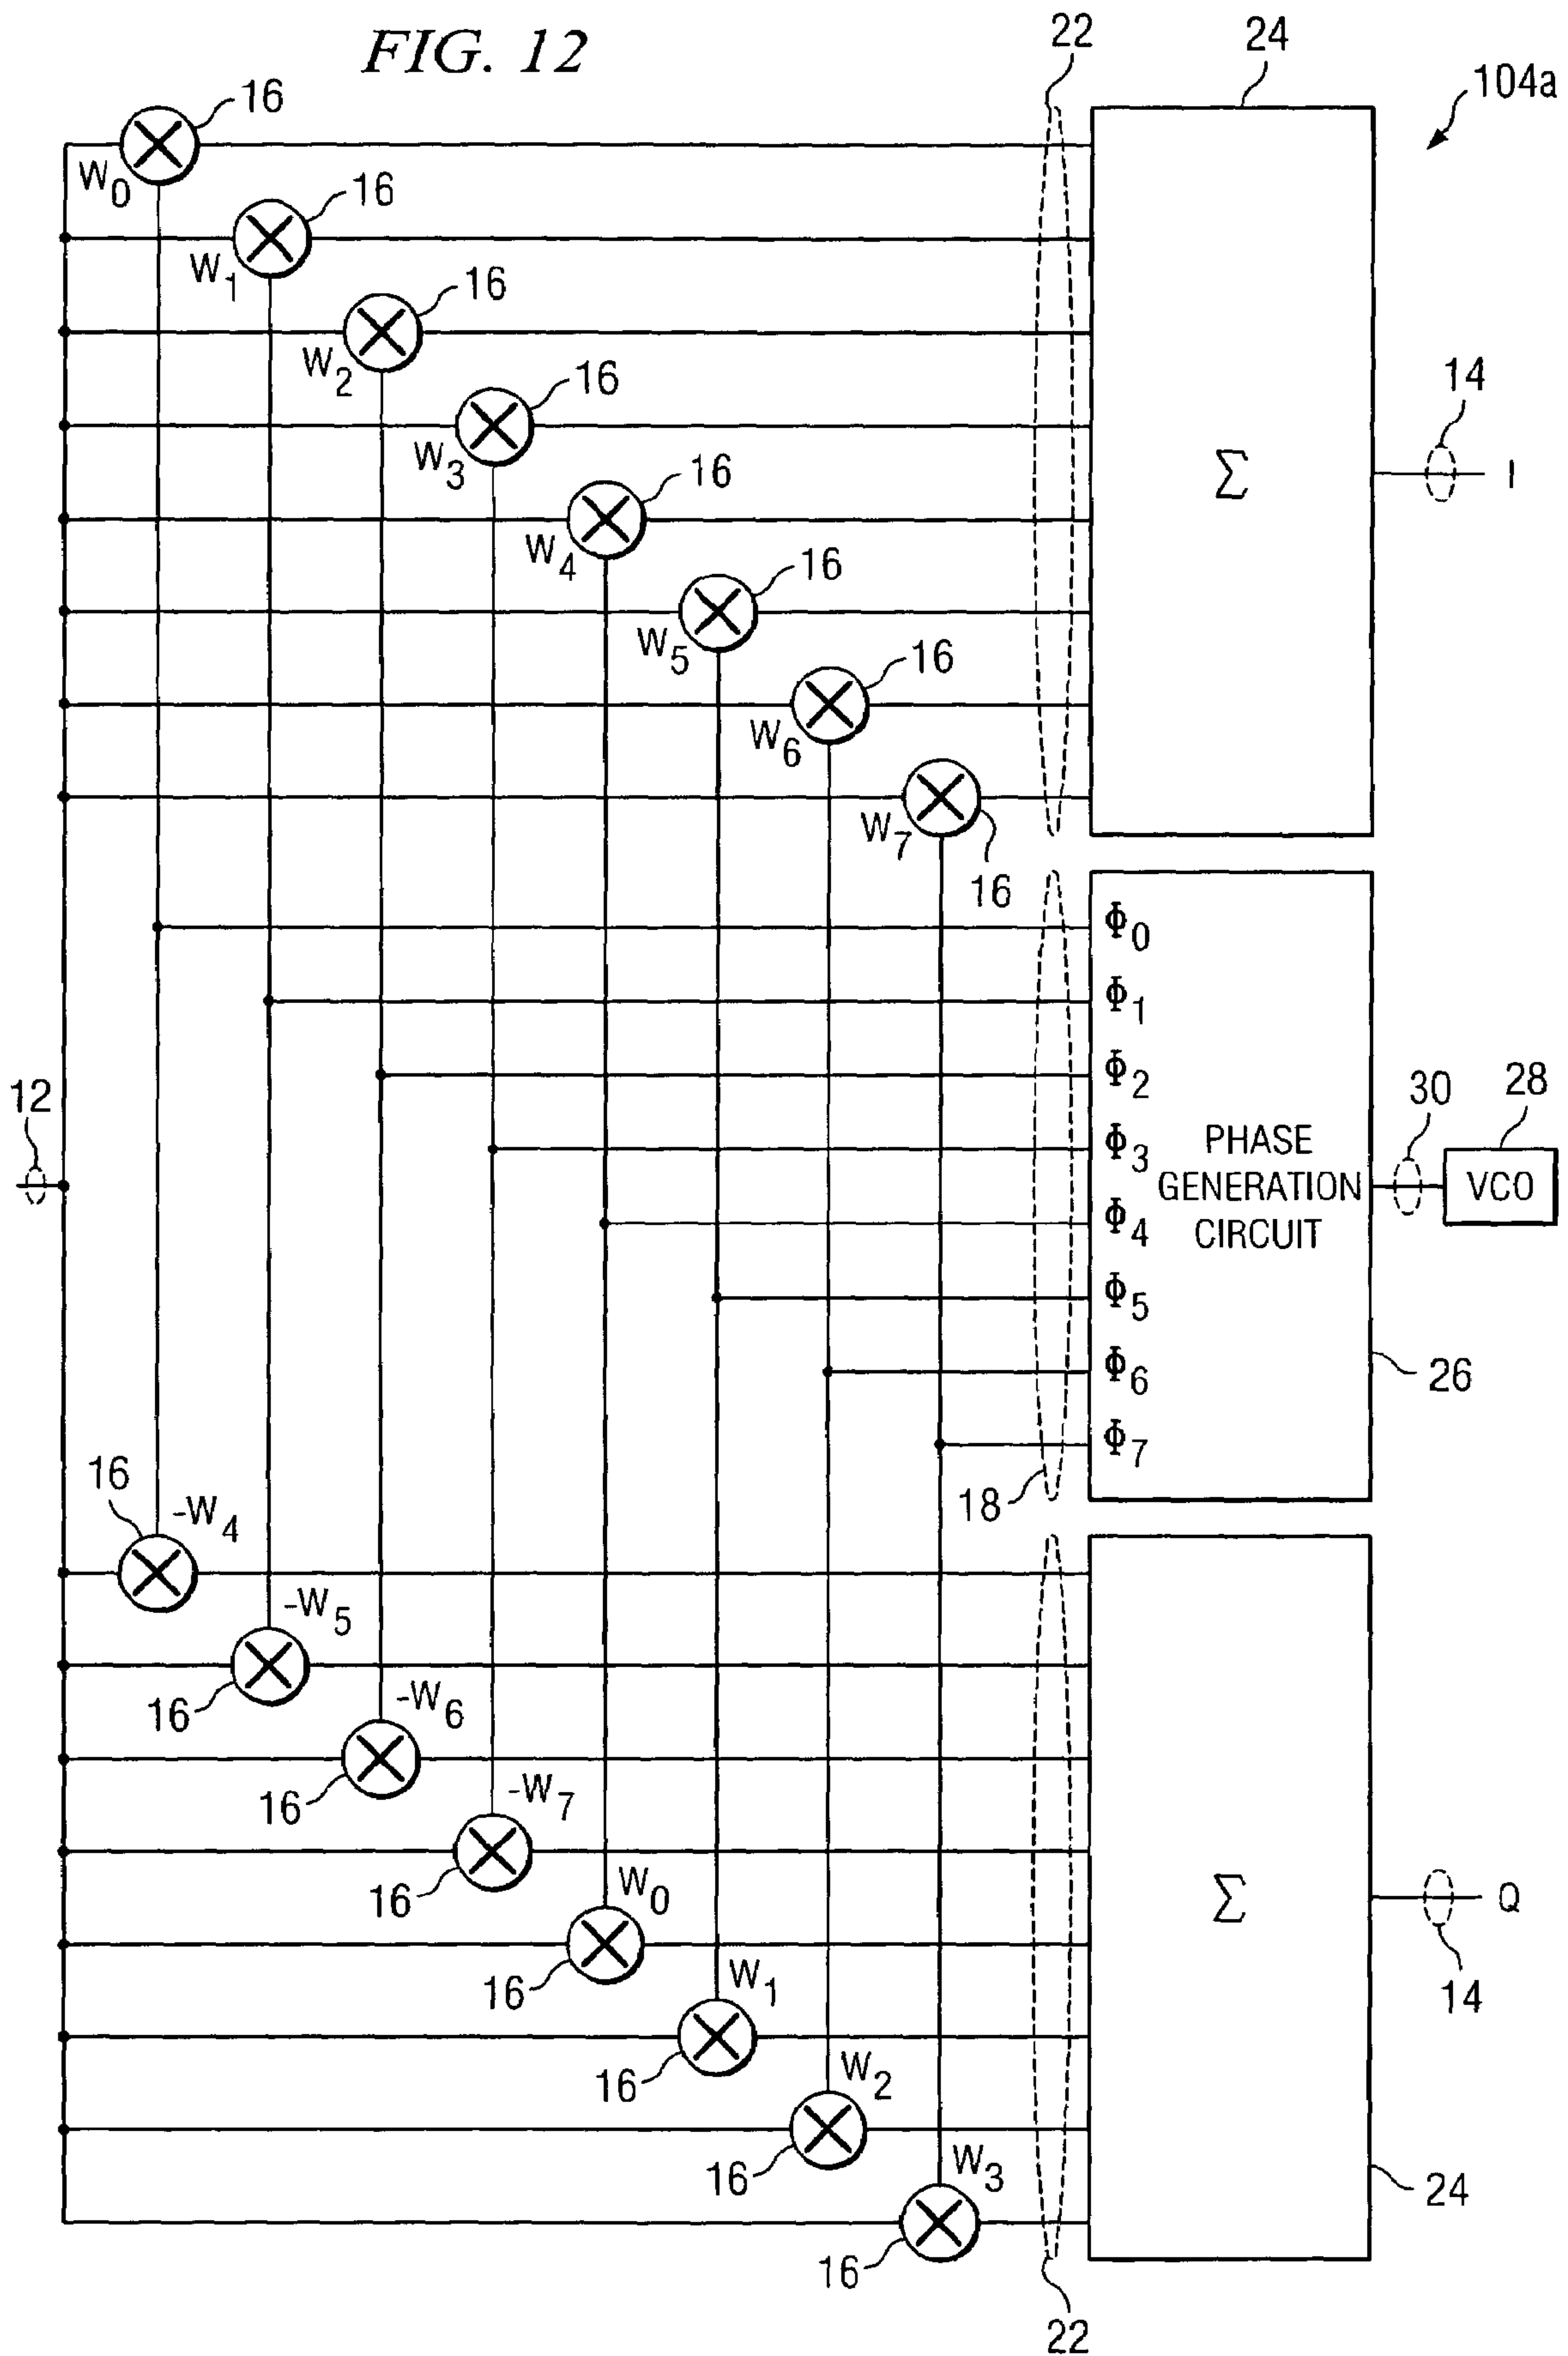 FIG. 12
22
24
104a
16
W0
16
W1
16
W2
16
W3
14
Σ
I
16
W4
16
W5
16
W6
W7
16
Φ0
Φ1
Φ2
12
30
28
Φ3
PHASE
GENERATION
CIRCUIT
VCO
Φ4
Φ5
Φ6
26
Φ7
18
16
-W4
-W5
16
-W6
16
-W7
16
W0
Σ
Q
16
W1
14
16
W2
16
W3
24
16
22